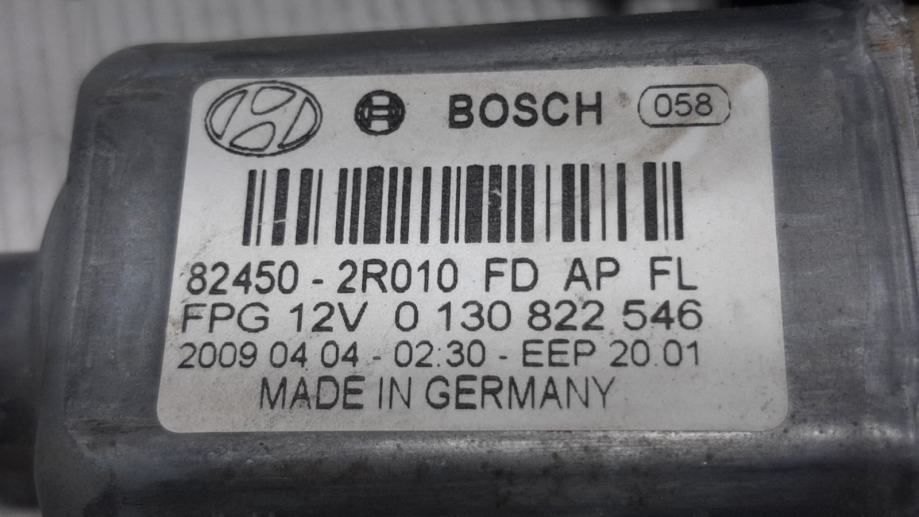 BOSCH 058
82450 - 2R010 FD AP FL
FPG 12V 0 130 822 546
2009 04 04 - 02:30 - EEP 20.01
MADE IN GERMANY